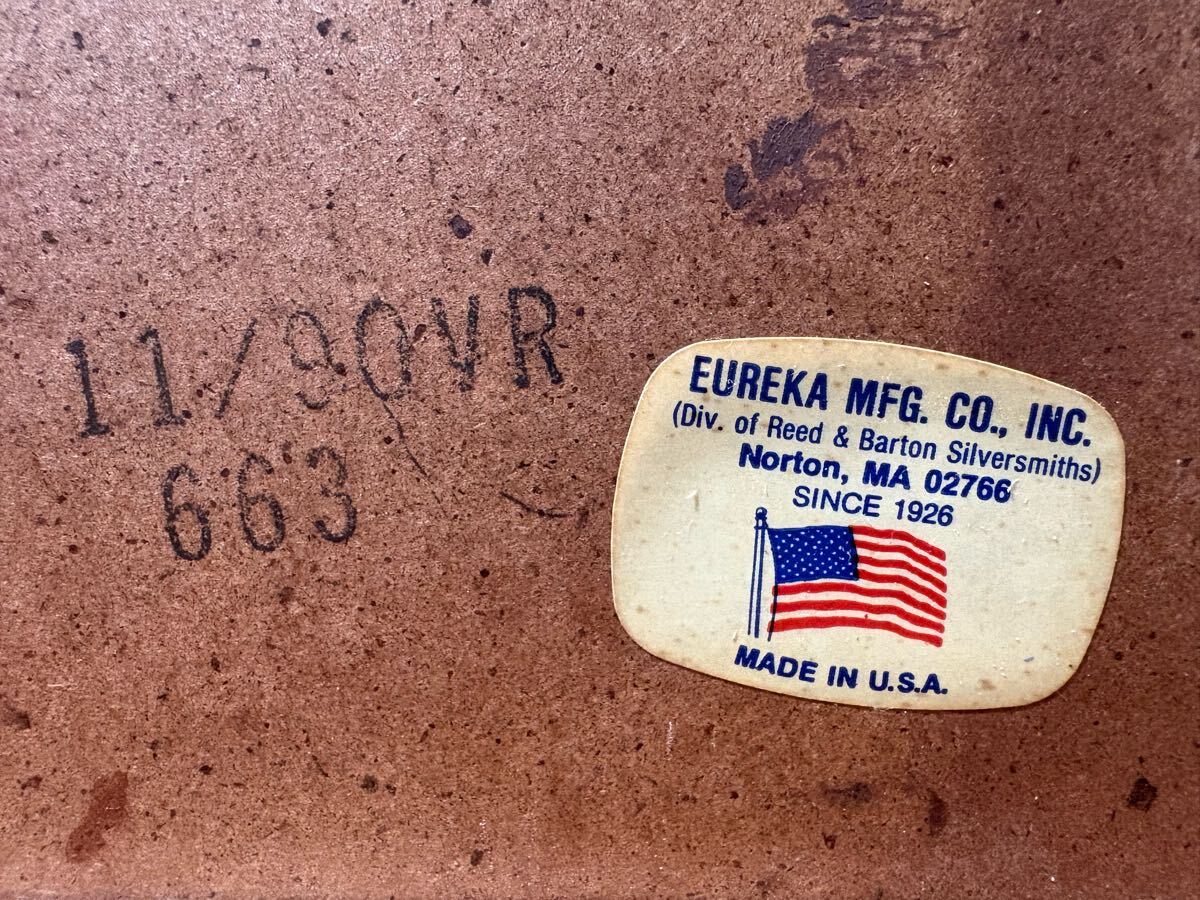 11/90VR
663
EUREKA MFG. CO., INC.
(Div. of Reed & Barton Silversmiths)
Norton, MA 02766
SINCE 1926
MADE IN U.S.A.